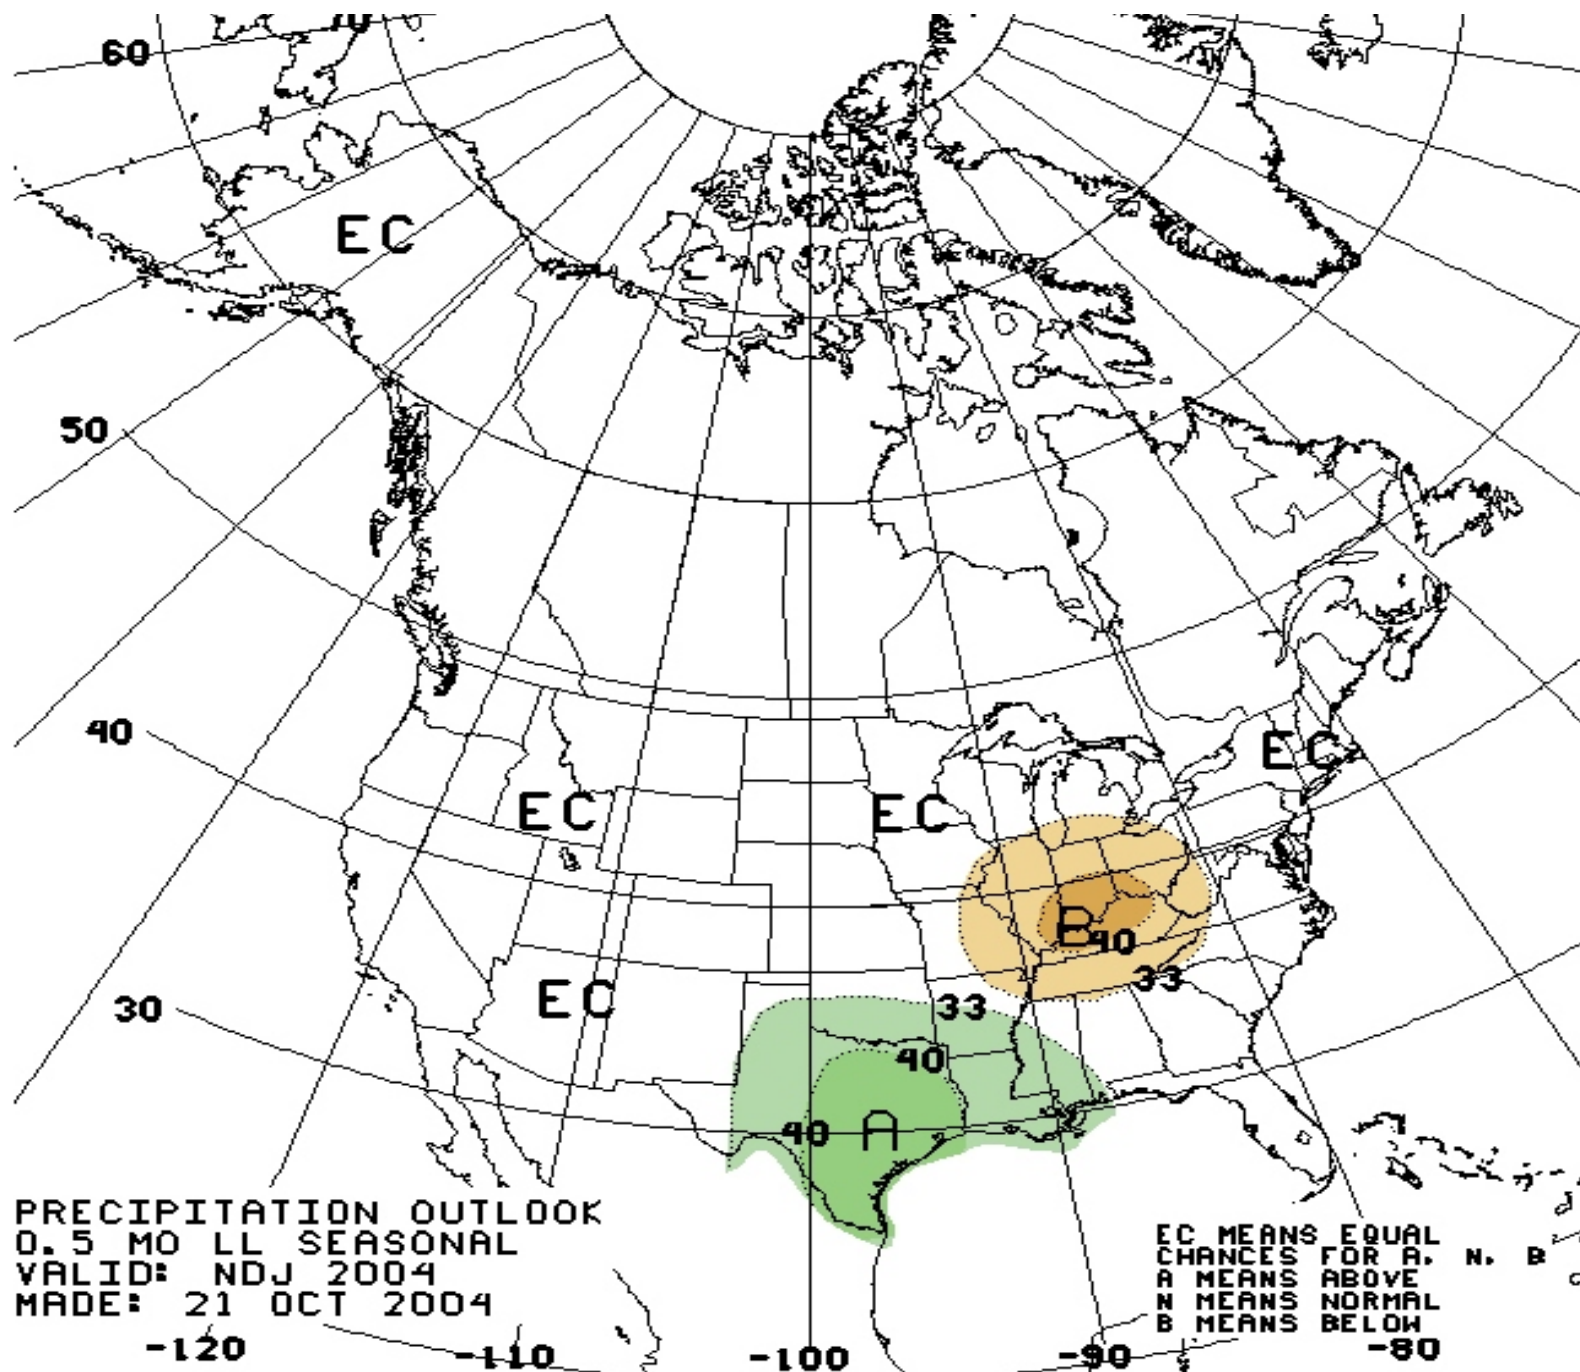 70
60
EC
50
40
EC
EC
EC
B
40
33
EC
33
40
30
40
A
PRECIPITATION OUTLOOK
0.5 MO LL SEASONAL
VALID: NDJ 2004
MADE: 21 OCT 2004
EC MEANS EQUAL
CHANCES FOR A, N, B
A MEANS ABOVE
N MEANS NORMAL
B MEANS BELOW
-120
-110
-100
-90
-80